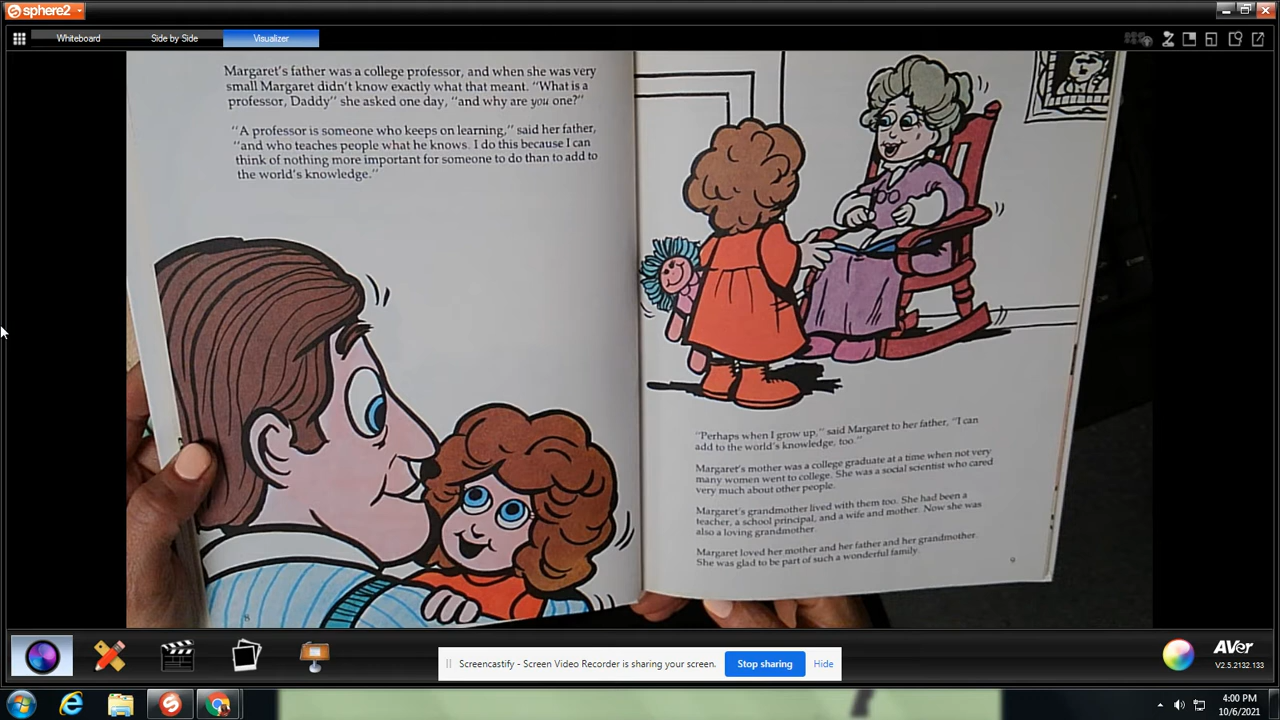 sphere2
Whiteboard
Side by Side
Visualizer
Margaret's father was a college professor, and when she was very
small Margaret didn't know exactly what that meant. "What is a
professor, Daddy" she asked one day, "and why are you one?"
"A professor is someone who keeps on learning," said her father,
"and who teaches people what he knows. I do this because I can
think of nothing more important for someone to do than to add to
the world's knowledge."
8
"Perhaps when I grow up," said Margaret to her father, "I can
add to the world's knowledge, too."
Margaret's mother was a college graduate at a time when not very
many women went to college. She was a social scientist who cared
very much about other people.
Margaret's grandmother lived with them too. She had been a
teacher, a school principal, and a wife and mother. Now she was
also a loving grandmother.
Margaret loved her mother and her father and her grandmother.
She was glad to be part of such a wonderful family.
9
Screencastify - Screen Video Recorder is sharing your screen.
Stop sharing
Hide
AVer
V2.5.2132.133
4:00 PM
10/6/2021